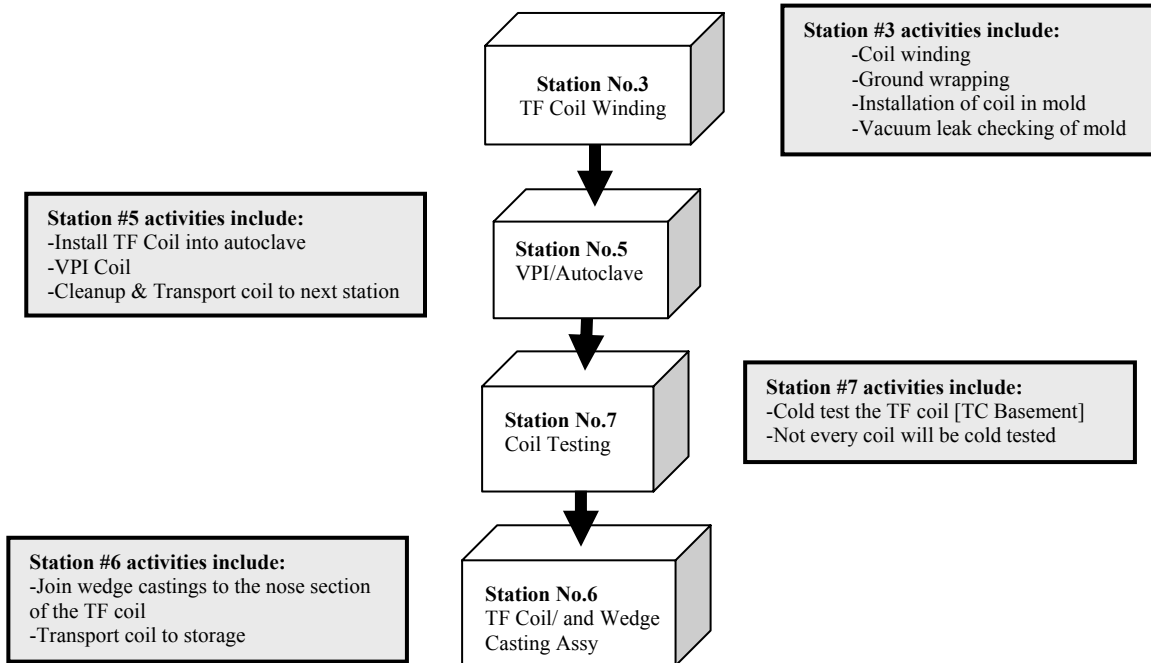 Station #3 activities include:
-Coil winding
-Ground wrapping
-Installation of coil in mold
-Vacuum leak checking of mold
Station No.3
TF Coil Winding
Station #5 activities include:
-Install TF Coil into autoclave
-VPI Coil
-Cleanup & Transport coil to next station
Station No.5
VPI/Autoclave
Station No.7
Coil Testing
Station #7 activities include:
-Cold test the TF coil [TC Basement]
-Not every coil will be cold tested
Station #6 activities include:
-Join wedge castings to the nose section
of the TF coil
-Transport coil to storage
Station No.6
TF Coil/ and Wedge
Casting Assy